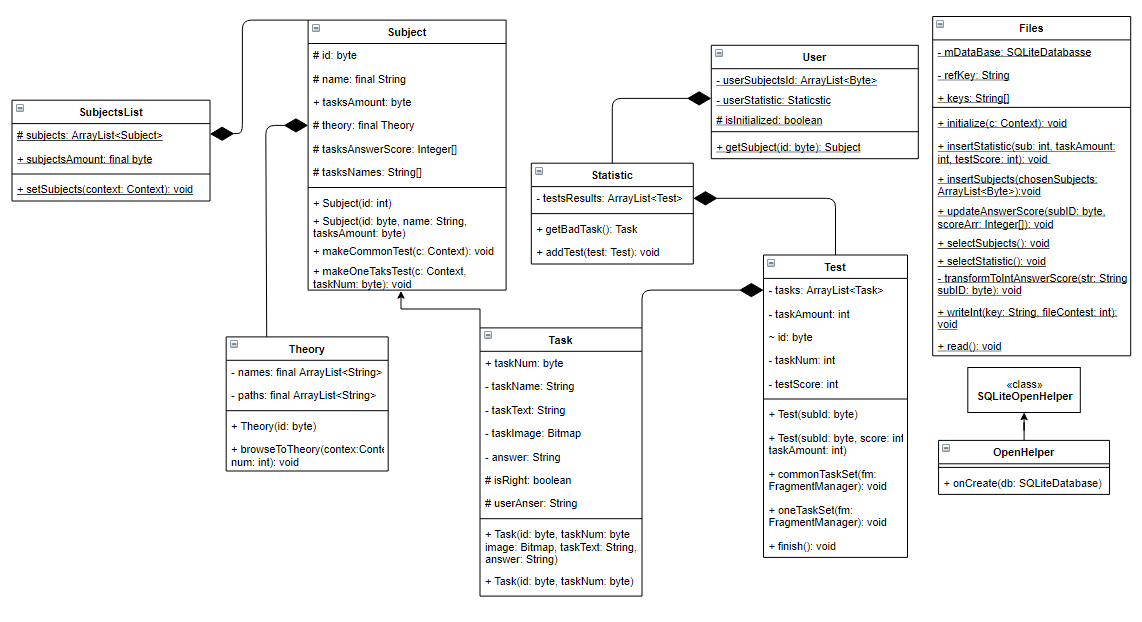 SubjectsList
# subjects: ArrayList<Subject>
+ subjectsAmount: final byte
+ setSubjects(context: Context): void
Subject
# id: byte
# name: final String
+ tasksAmount: byte
# theory: final Theory
# tasksAnswerScore: Integer[]
# tasksNames: String[]
+ Subject(id: int)
+ Subject(id: byte, name: String,
tasksAmount: byte)
+ makeCommonTest(c: Context): void
+ makeOneTaksTest(c: Context,
taskNum: byte): void
Theory
- names: final ArrayList<String>
- paths: final ArrayList<String>
+ Theory(id: byte)
+ browseToTheory(contex:Conte
num: int): void
Task
+ taskNum: byte
- taskName: String
- taskText: String
- taskImage: Bitmap
- answer: String
# isRight: boolean
# userAnser: String
+ Task(id: byte, taskNum: byte
image: Bitmap, taskText: String,
answer: String)
+ Task(id: byte, taskNum: byte)
Statistic
- testsResults: ArrayList<Test>
+ getBadTask(): Task
+ addTest(test: Test): void
User
- userSubjectsId: ArrayList<Byte>
- userStatistic: Staticstic
# isInitialized: boolean
+ getSubject(id: byte): Subject
Test
- tasks: ArrayList<Task>
- taskAmount: int
~ id: byte
- taskNum: int
- testScore: int
+ Test(subId: byte)
+ Test(subId: byte, score: int
taskAmount: int)
+ commonTaskSet(fm:
FragmentManager): void
+ oneTaskSet(fm:
FragmentManager): void
+ finish(): void
Files
- mDataBase: SQLiteDatabasse
- refKey: String
+ keys: String[]
+ initialize(c: Context): void
+ insertStatistic(sub: int, taskAmount:
int, testScore: int): void
+ insertSubjects(chosenSubjects:
ArrayList<Byte>):void
+ updateAnswerScore(subID: byte,
scoreArr: Integer[]): void
+ selectSubjects(): void
+ selectStatistic(): void
- transformToIntAnswerScore(str: String
subID: byte): void
+ writeInt(key: String, fileContest: int):
void
+ read(): void
«class»
SQLiteOpenHelper
OpenHelper
+ onCreate(db: SQLiteDatabase)